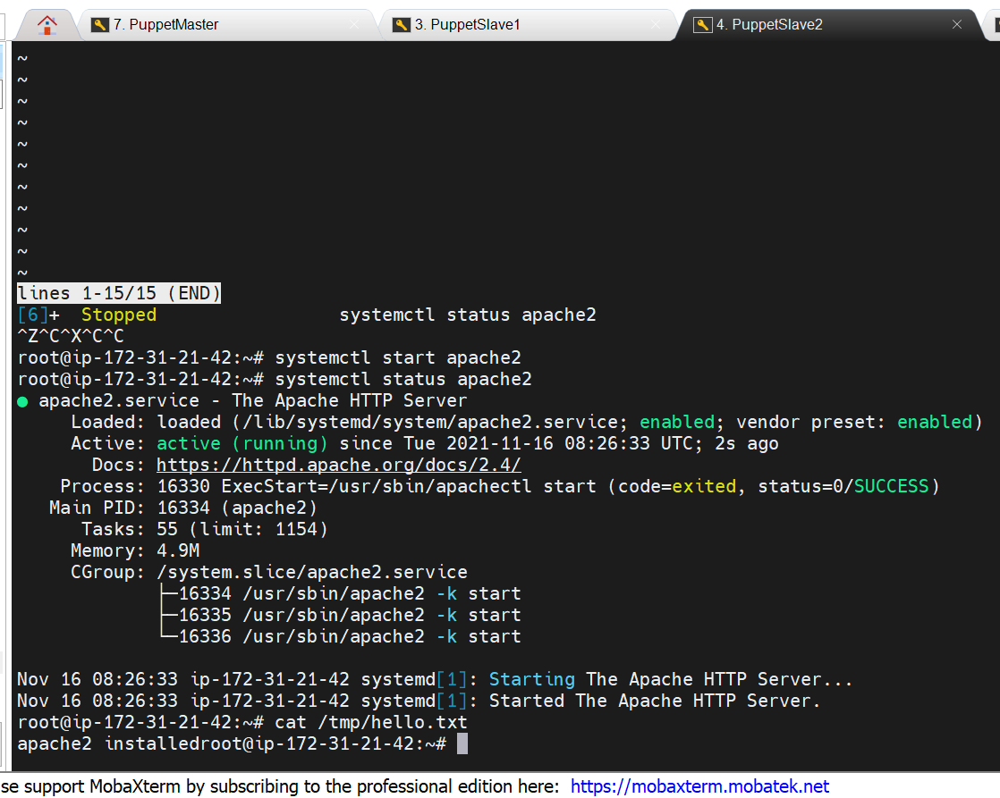 7. PuppetMaster
3. PuppetSlave1
4. PuppetSlave2
~
~
~
~
~
~
~
~
~
~
~
lines 1-15/15 (END)
[6]+  Stopped                 systemctl status apache2
^Z^C^X^C^C
root@ip-172-31-21-42:~# systemctl start apache2
root@ip-172-31-21-42:~# systemctl status apache2
● apache2.service - The Apache HTTP Server
     Loaded: loaded (/lib/systemd/system/apache2.service; enabled; vendor preset: enabled)
     Active: active (running) since Tue 2021-11-16 08:26:33 UTC; 2s ago
       Docs: https://httpd.apache.org/docs/2.4/
    Process: 16330 ExecStart=/usr/sbin/apachectl start (code=exited, status=0/SUCCESS)
   Main PID: 16334 (apache2)
      Tasks: 55 (limit: 1154)
     Memory: 4.9M
     CGroup: /system.slice/apache2.service
             ├─16334 /usr/sbin/apache2 -k start
             ├─16335 /usr/sbin/apache2 -k start
             └─16336 /usr/sbin/apache2 -k start
Nov 16 08:26:33 ip-172-31-21-42 systemd[1]: Starting The Apache HTTP Server...
Nov 16 08:26:33 ip-172-31-21-42 systemd[1]: Started The Apache HTTP Server.
root@ip-172-31-21-42:~# cat /tmp/hello.txt
apache2 installedroot@ip-172-31-21-42:~#
se support MobaXterm by subscribing to the professional edition here:  https://mobaxterm.mobatek.net